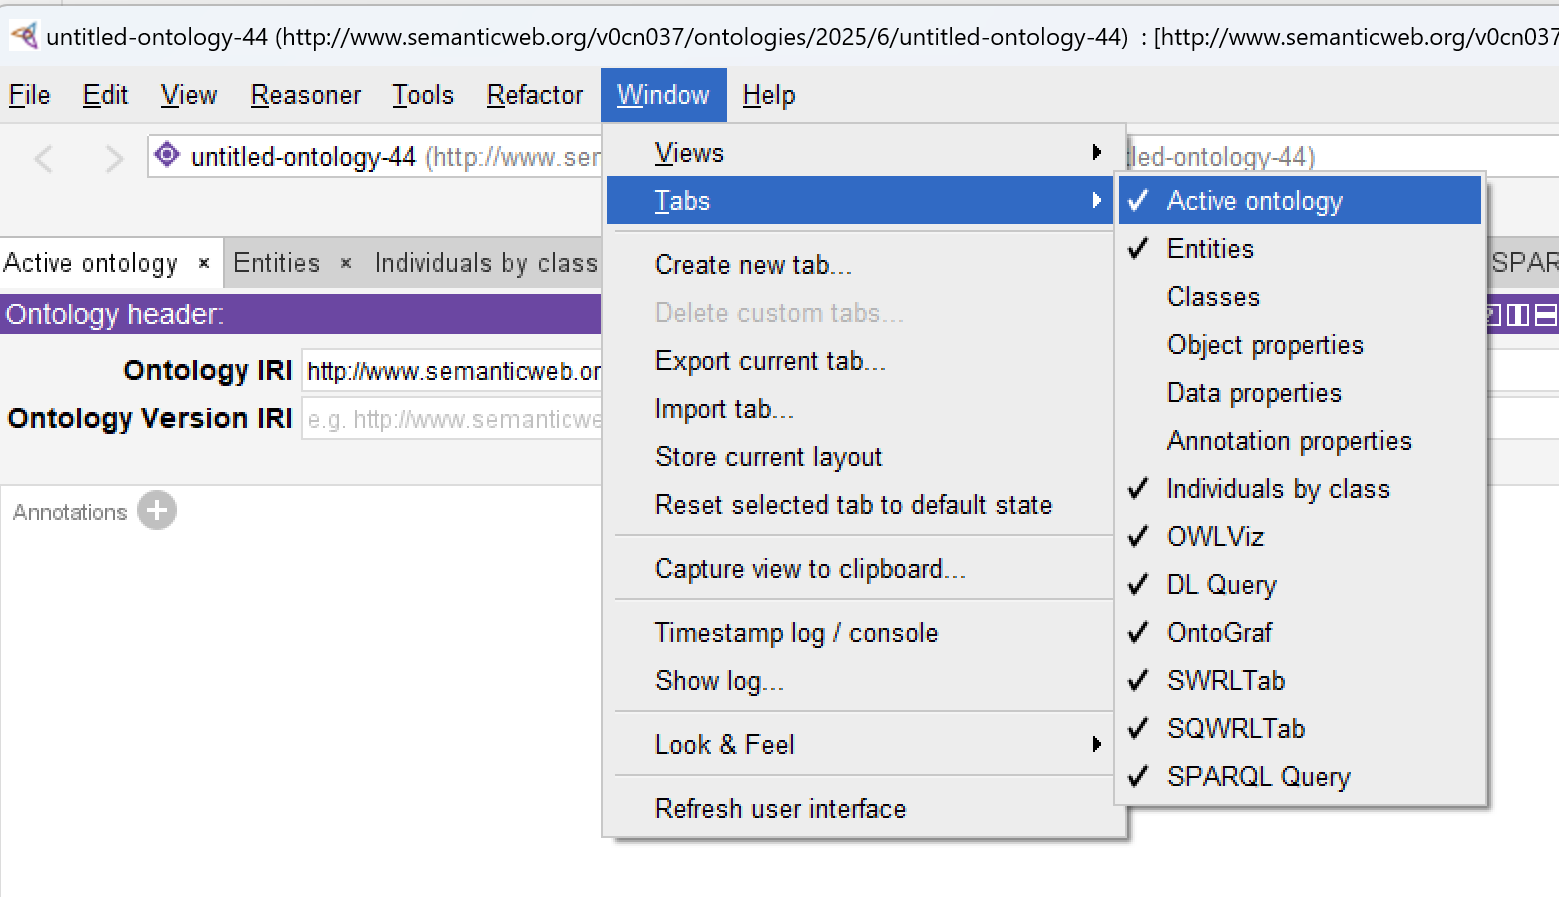 untitled-ontology-44 (http://www.semanticweb.org/v0cn037/ontologies/2025/6/untitled-ontology-44)  : [http://www.semanticweb.org/v0cn037
File Edit View Reasoner Tools Refactor Window Help
untitled-ontology-44 (http://www.ser
led-ontology-44)
Active ontology × Entities × Individuals by class
SPAR
Ontology header:
Ontology IRI http://www.semanticweb.or
Ontology Version IRI e.g. http://www.semanticwe
Annotations
Views
Tabs
Create new tab...
Delete custom tabs...
Export current tab...
Import tab...
Store current layout
Reset selected tab to default state
Capture view to clipboard...
Timestamp log / console
Show log...
Look & Feel
Refresh user interface
Active ontology
Entities
Classes
Object properties
Data properties
Annotation properties
Individuals by class
OWLViz
DL Query
OntoGraf
SWRLTab
SQWRLTab
SPARQL Query